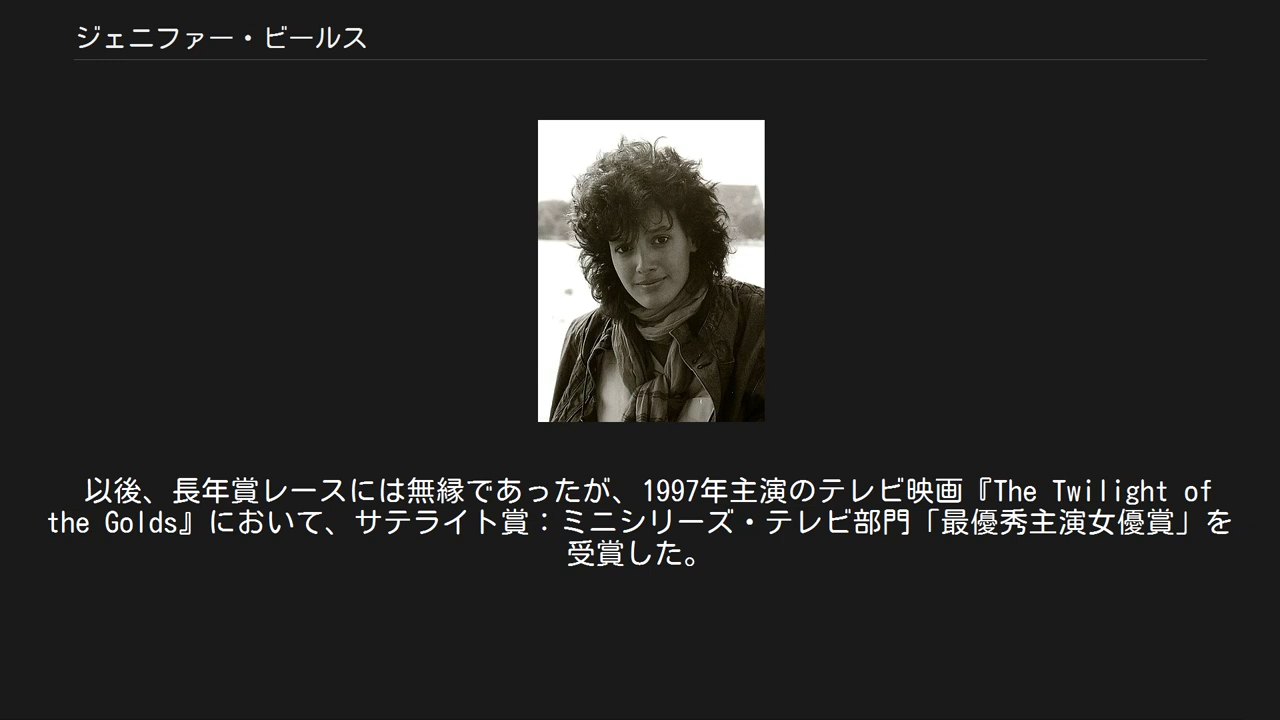 ジェニファー・ビールス
以後、長年賞レースには無縁であったが、1997年主演のテレビ映画『The Twilight of
the Golds』において、サテライト賞：ミニシリーズ・テレビ部門「最優秀主演女優賞」を
受賞した。